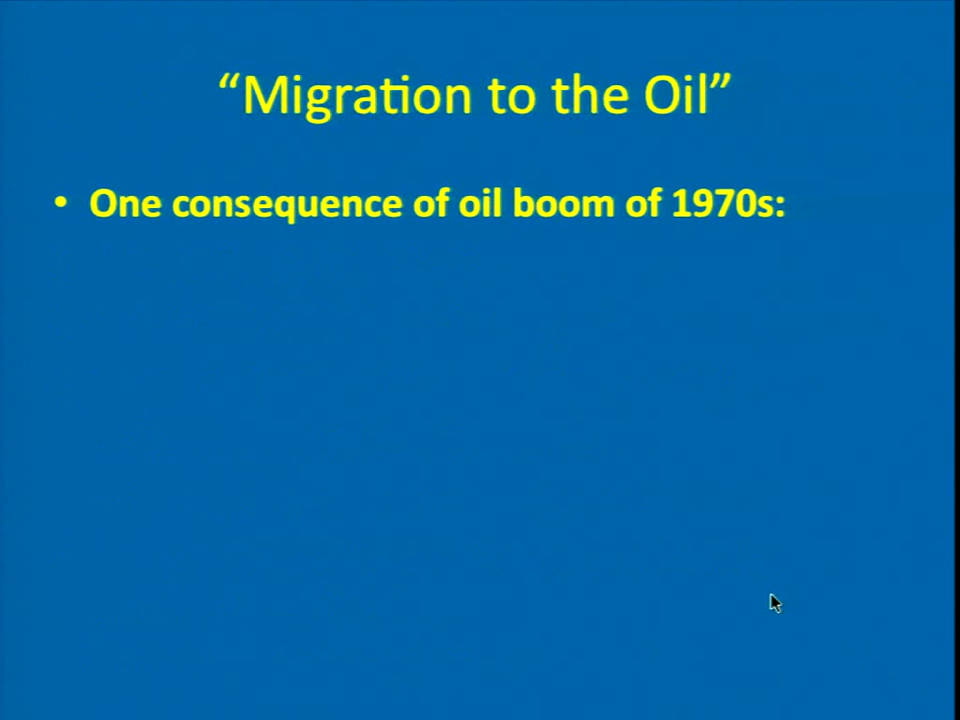 “Migration to the Oil”
• One consequence of oil boom of 1970s: